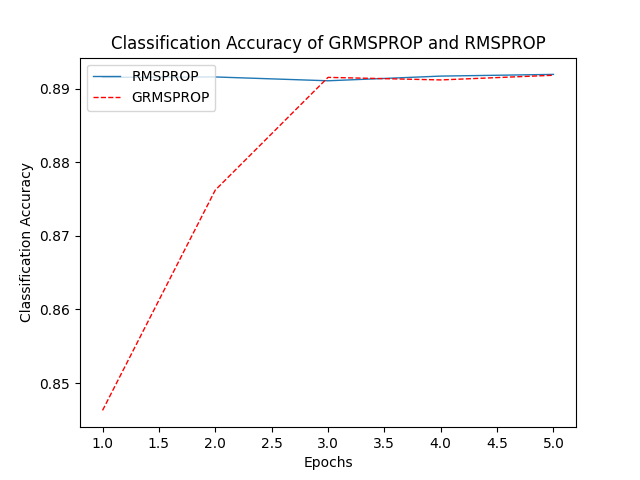 Classification Accuracy of GRMSPROP and RMSPROP
RMSPROP
GRMSPROP
Classification Accuracy
0.89
0.88
0.87
0.86
0.85
1.0 1.5 2.0 2.5 3.0 3.5 4.0 4.5 5.0
Epochs